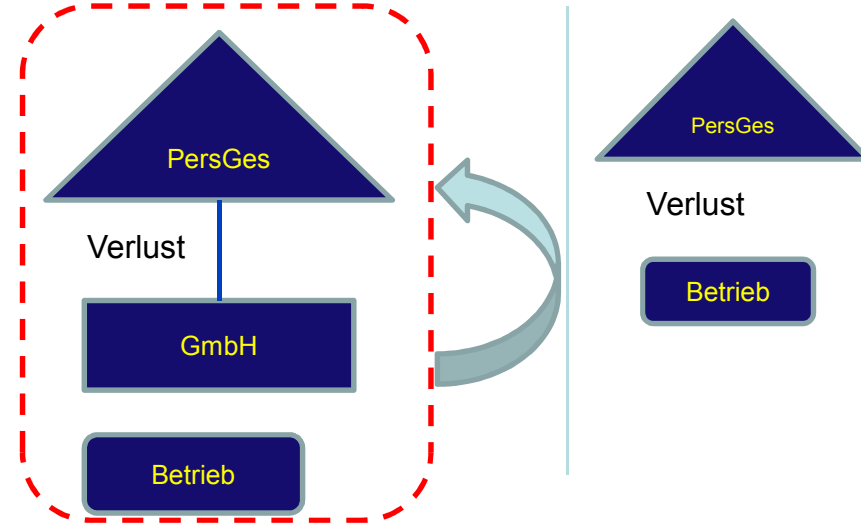 PersGes
Verlust
GmbH
Betrieb
PersGes
Verlust
Betrieb